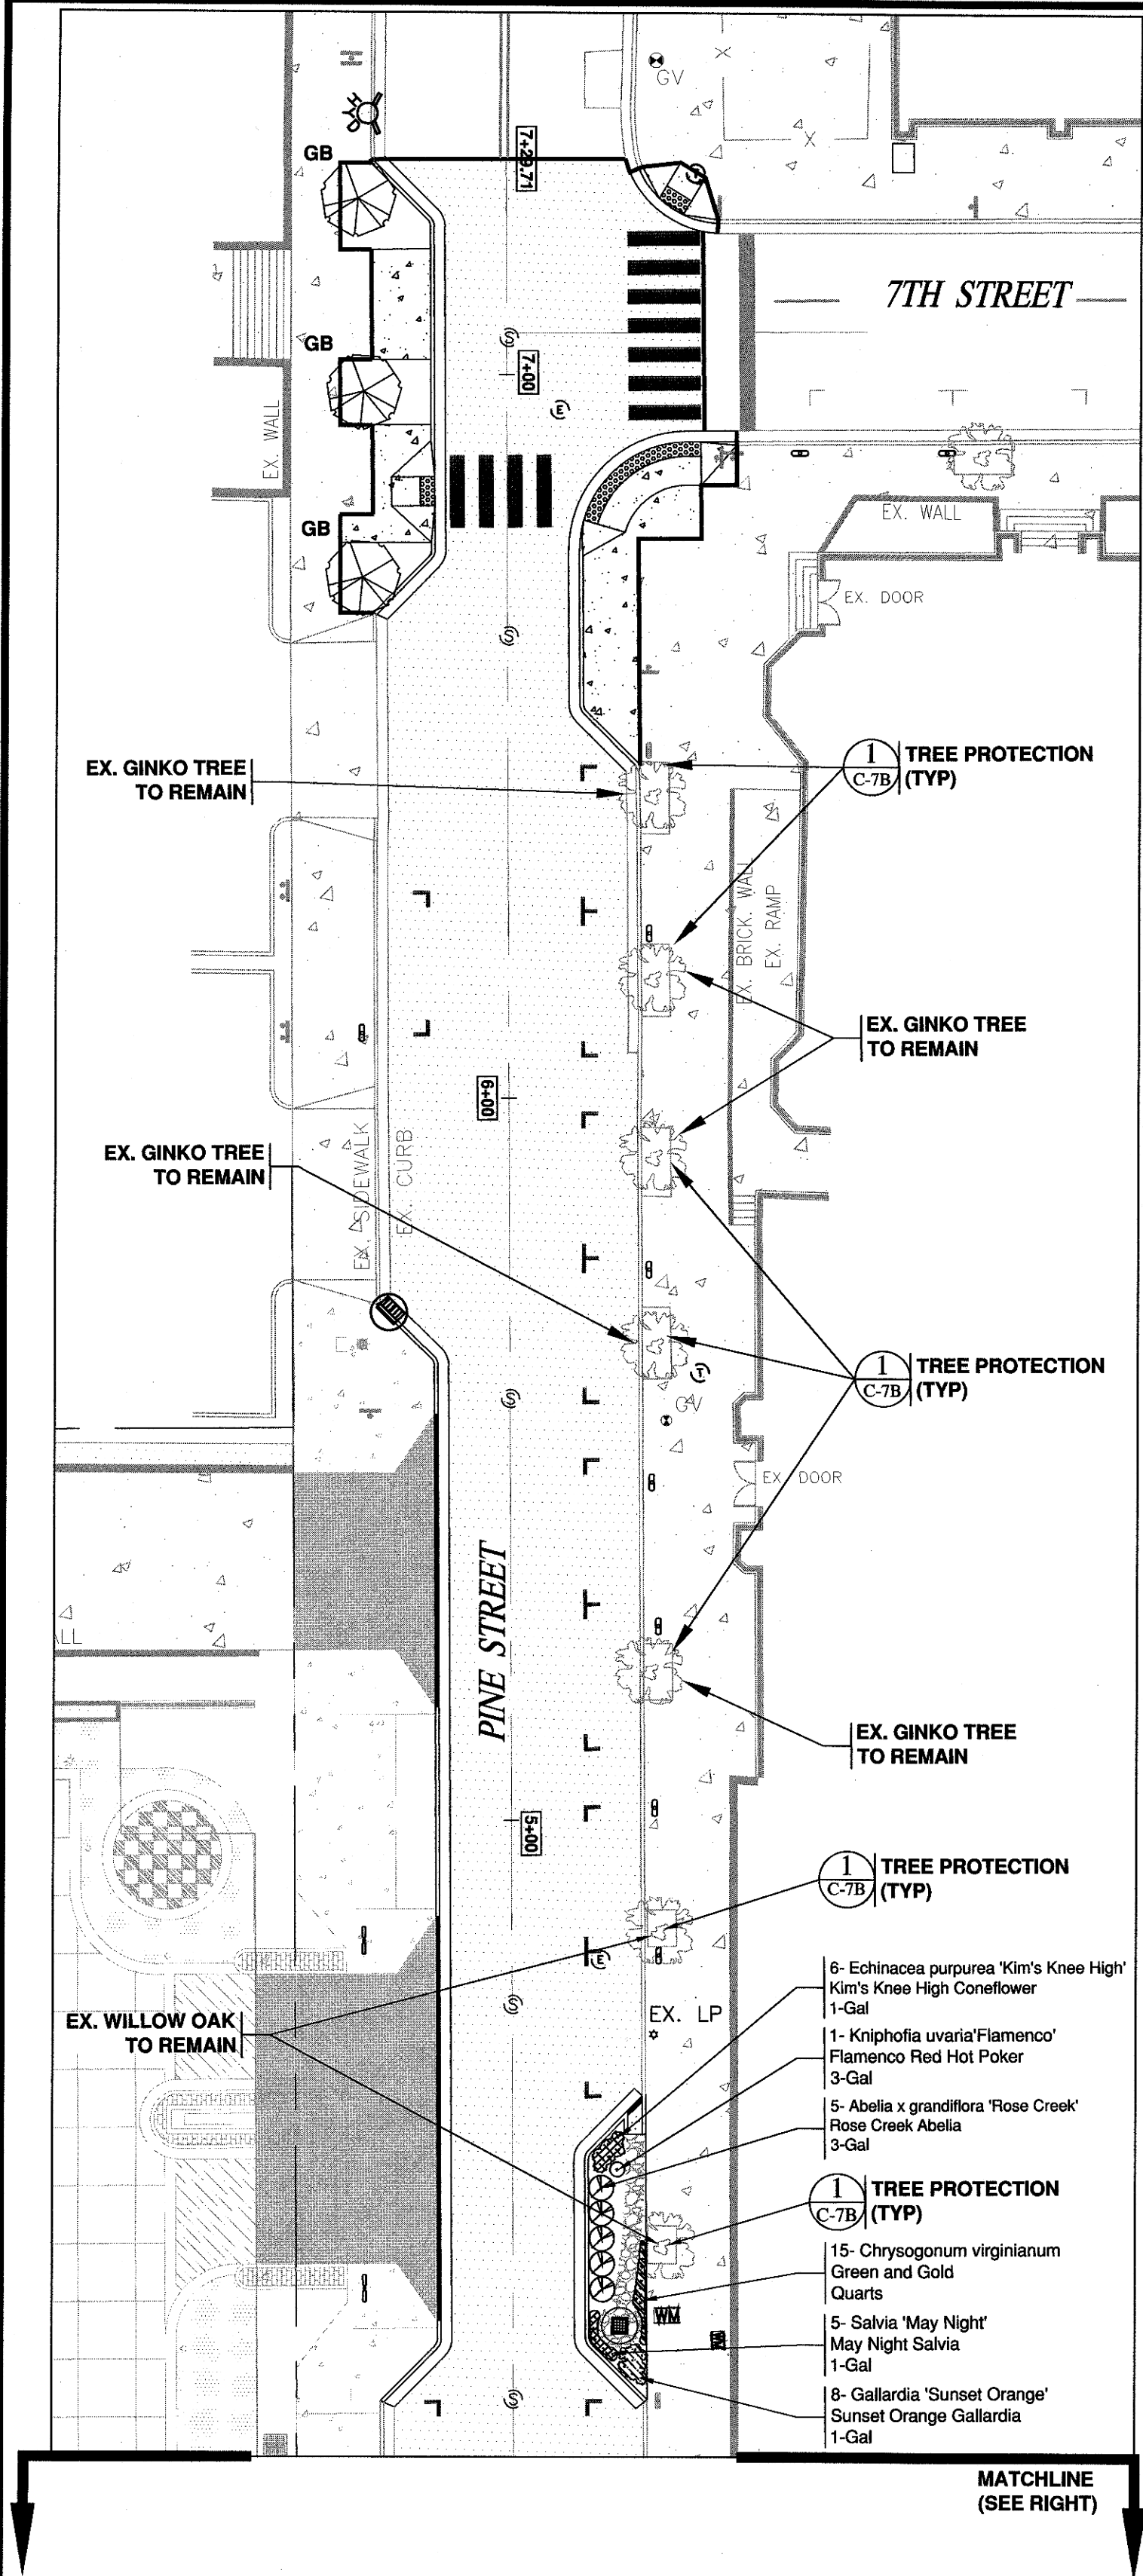 HYD
GV
GB
7+29.71
7TH STREET
GB
7+00
E
EX. WALL
GB
EX. WALL
EX. DOOR
EX. GINKO TREE
TO REMAIN
1
C-7B
TREE PROTECTION
(TYP)
EX. BRICK. WALL
EX. RAMP
EX. GINKO TREE
TO REMAIN
6+00
EX. SIDEWALK
EX. CURB
EX. GINKO TREE
TO REMAIN
1
C-7B
TREE PROTECTION
(TYP)
GV
EX. DOOR
PINE STREET
EX. GINKO TREE
TO REMAIN
5+00
1
C-7B
TREE PROTECTION
(TYP)
E
EX. WILLOW OAK
TO REMAIN
EX. LP
6- Echinacea purpurea 'Kim's Knee High'
Kim's Knee High Coneflower
1-Gal
1- Kniphofia uvaria'Flamenco'
Flamenco Red Hot Poker
3-Gal
5- Abelia x grandiflora 'Rose Creek'
Rose Creek Abelia
3-Gal
1
C-7B
TREE PROTECTION
(TYP)
15- Chrysogonum virginianum
Green and Gold
Quarts
WM
WM
5- Salvia 'May Night'
May Night Salvia
1-Gal
8- Gallardia 'Sunset Orange'
Sunset Orange Gallardia
1-Gal
MATCHLINE
(SEE RIGHT)